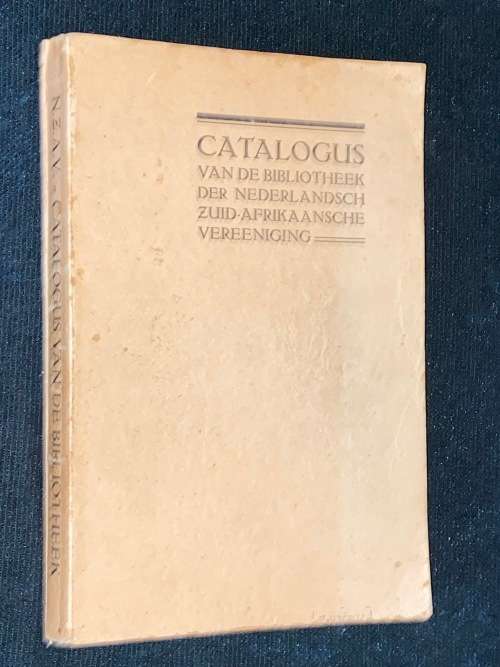 CATALOGUS
VAN DE BIBLIOTHEEK
DER NEDERLANDSCH
ZUID-AFRIKAANSCHE
VEREENIGING
N Z A V - CATALOGUS VAN DE BIBLIOTHEEK